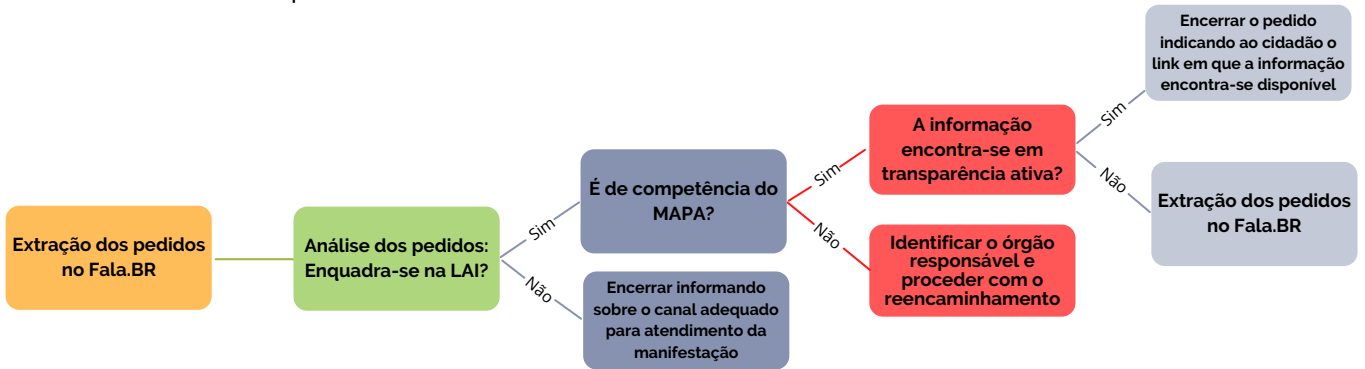 Extração dos pedidos
no Fala.BR
Análise dos pedidos:
Enquadra-se na LAI?
Sim
Não
É de competência do
MAPA?
Encerrar informando
sobre o canal adequado
para atendimento da
manifestação
Sim
Não
A informação
encontra-se em
transparência ativa?
Identificar o órgão
responsável e
proceder com o
reencaminhamento
Sim
Não
Encerrar o pedido
indicando ao cidadão o
link em que a informação
encontra-se disponível
Extração dos pedidos
no Fala.BR